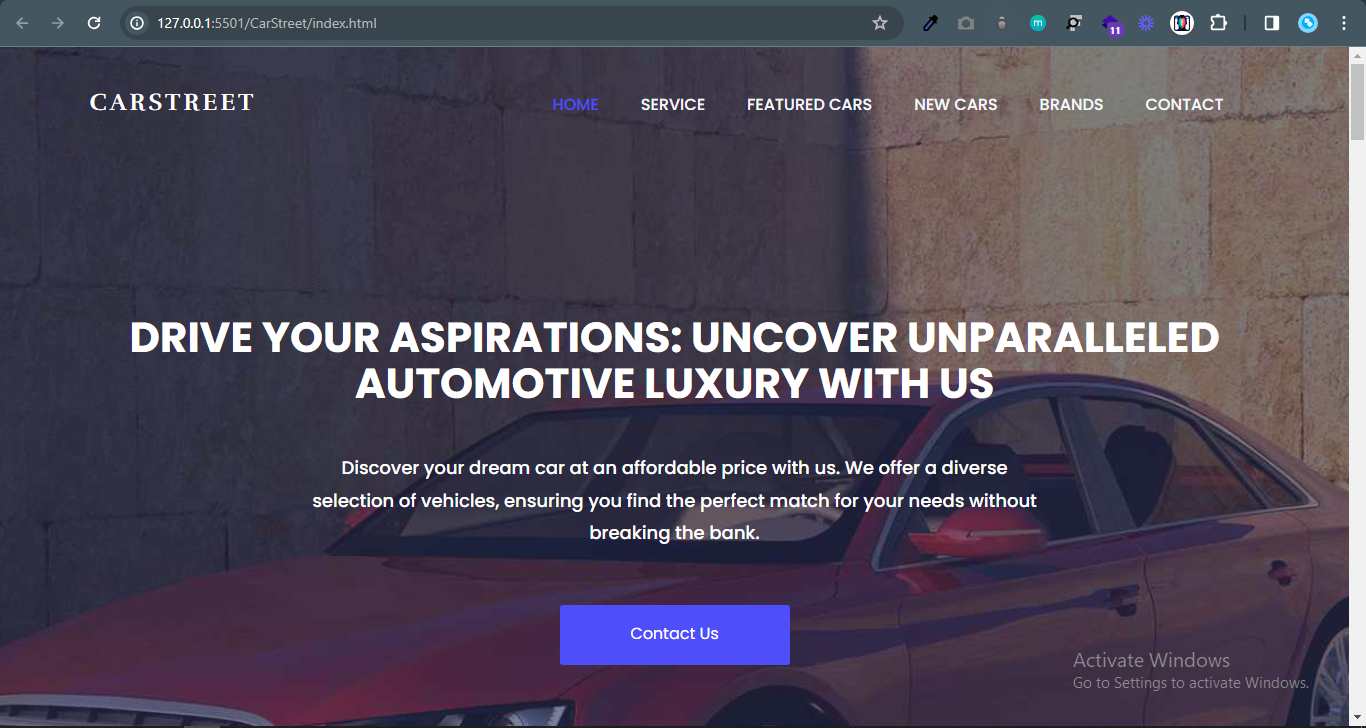 127.0.0.1:5501/CarStreet/index.html
m
11
CARSTREET
HOME SERVICE FEATURED CARS NEW CARS BRANDS CONTACT
DRIVE YOUR ASPIRATIONS: UNCOVER UNPARALLELED
AUTOMOTIVE LUXURY WITH US
Discover your dream car at an affordable price with us. We offer a diverse
selection of vehicles, ensuring you find the perfect match for your needs without
breaking the bank.
Contact Us
Activate Windows
Go to Settings to activate Windows.